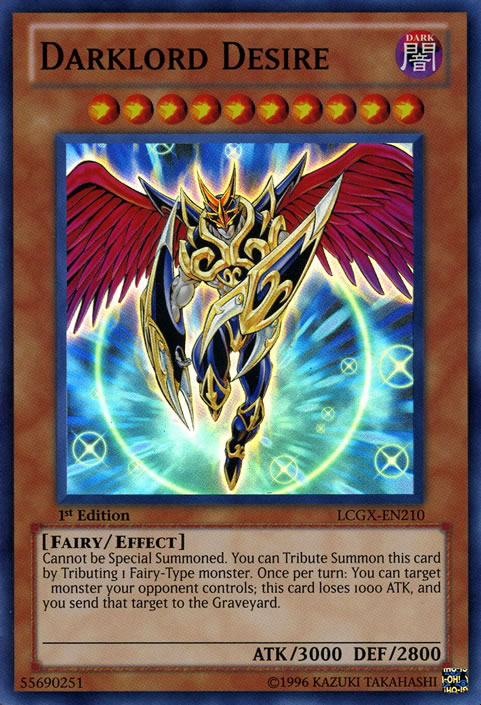 DARKLORD DESIRE
DARK
闇
1st Edition
LCGX-EN210
[FAIRY/EFFECT]
Cannot be Special Summoned. You can Tribute Summon this card
by Tributing 1 Fairy-Type monster. Once per turn: You can target
monster your opponent controls; this card loses 1000 ATK, and
you send that target to the Graveyard.
ATK/3000 DEF/2800
55690251
©1996 KAZUKI TAKAHASHI